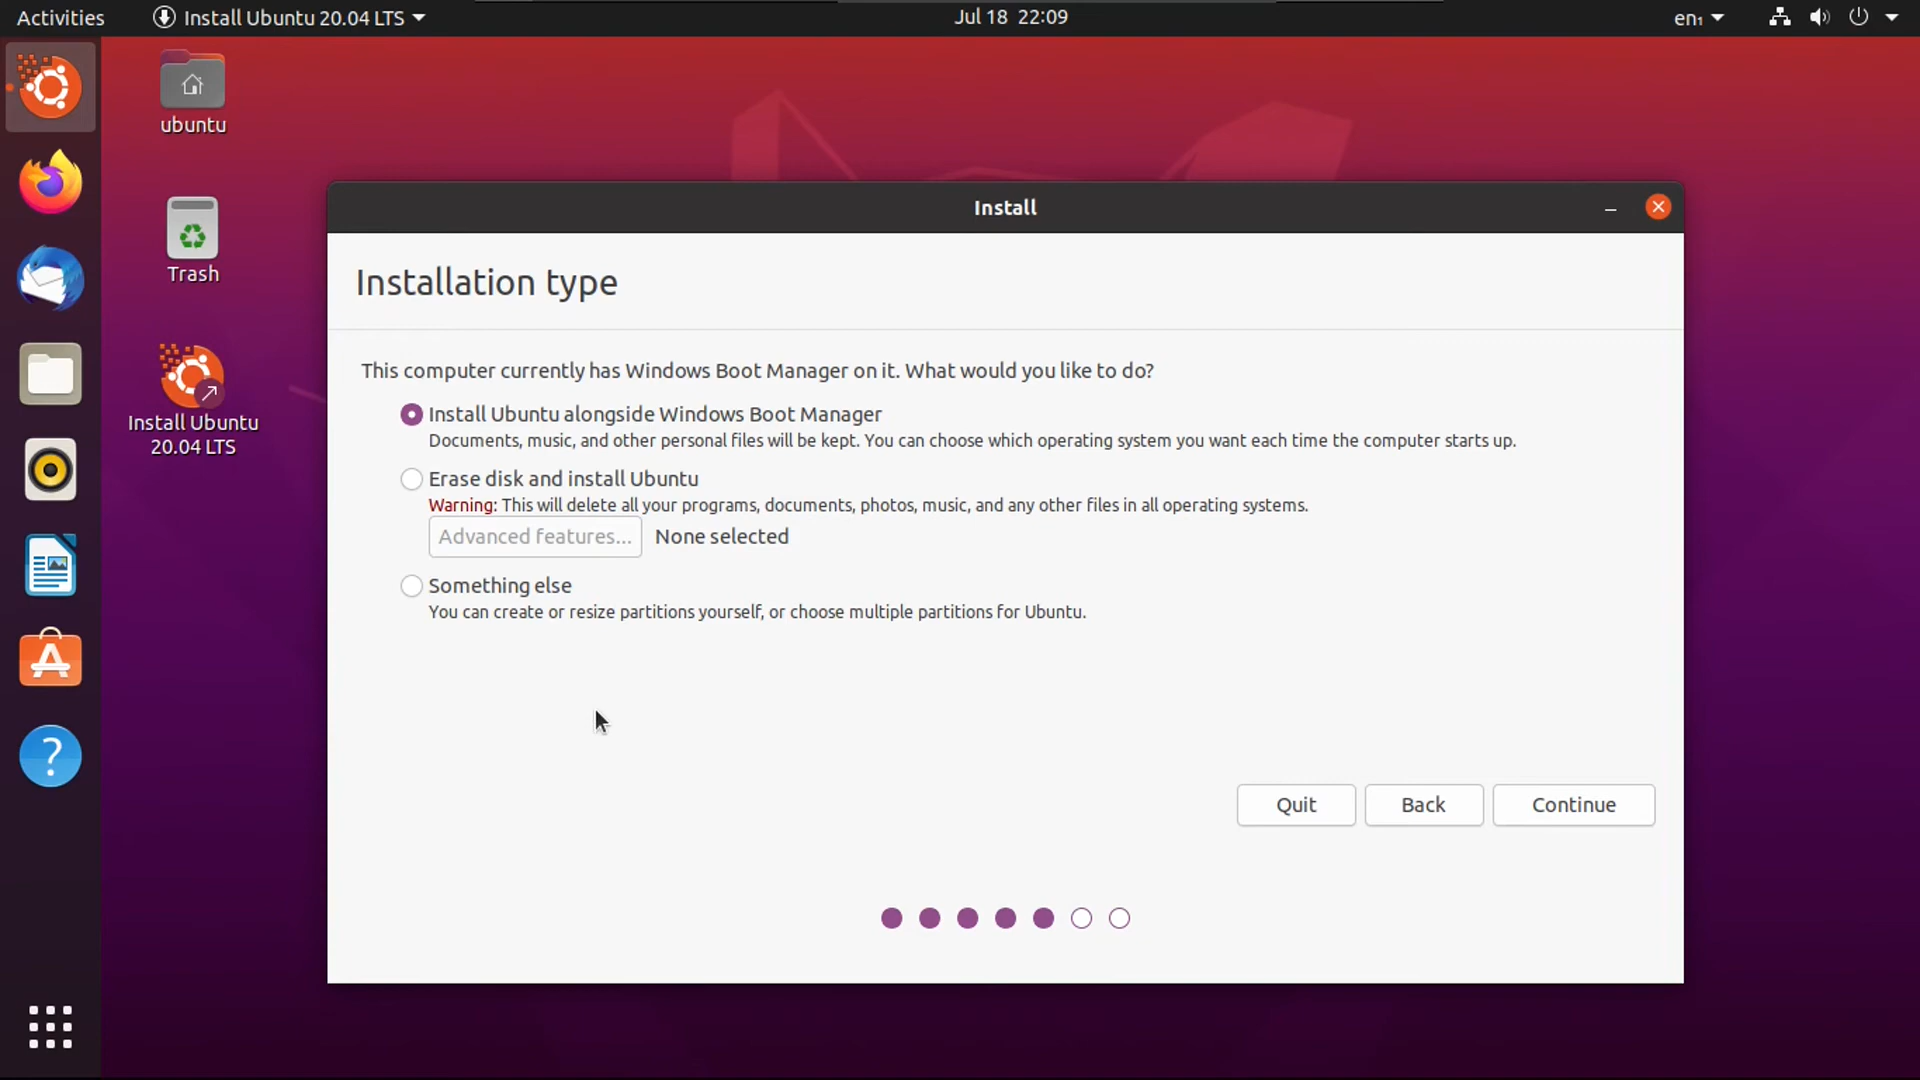 Activities
Install Ubuntu 20.04 LTS
Jul 18 22:09
en₁
ubuntu
Trash
Install Ubuntu
20.04 LTS
Install
Installation type
This computer currently has Windows Boot Manager on it. What would you like to do?
Install Ubuntu alongside Windows Boot Manager
Documents, music, and other personal files will be kept. You can choose which operating system you want each time the computer starts up.
Erase disk and install Ubuntu
Warning: This will delete all your programs, documents, photos, music, and any other files in all operating systems.
Advanced features... None selected
Something else
You can create or resize partitions yourself, or choose multiple partitions for Ubuntu.
Quit
Back
Continue